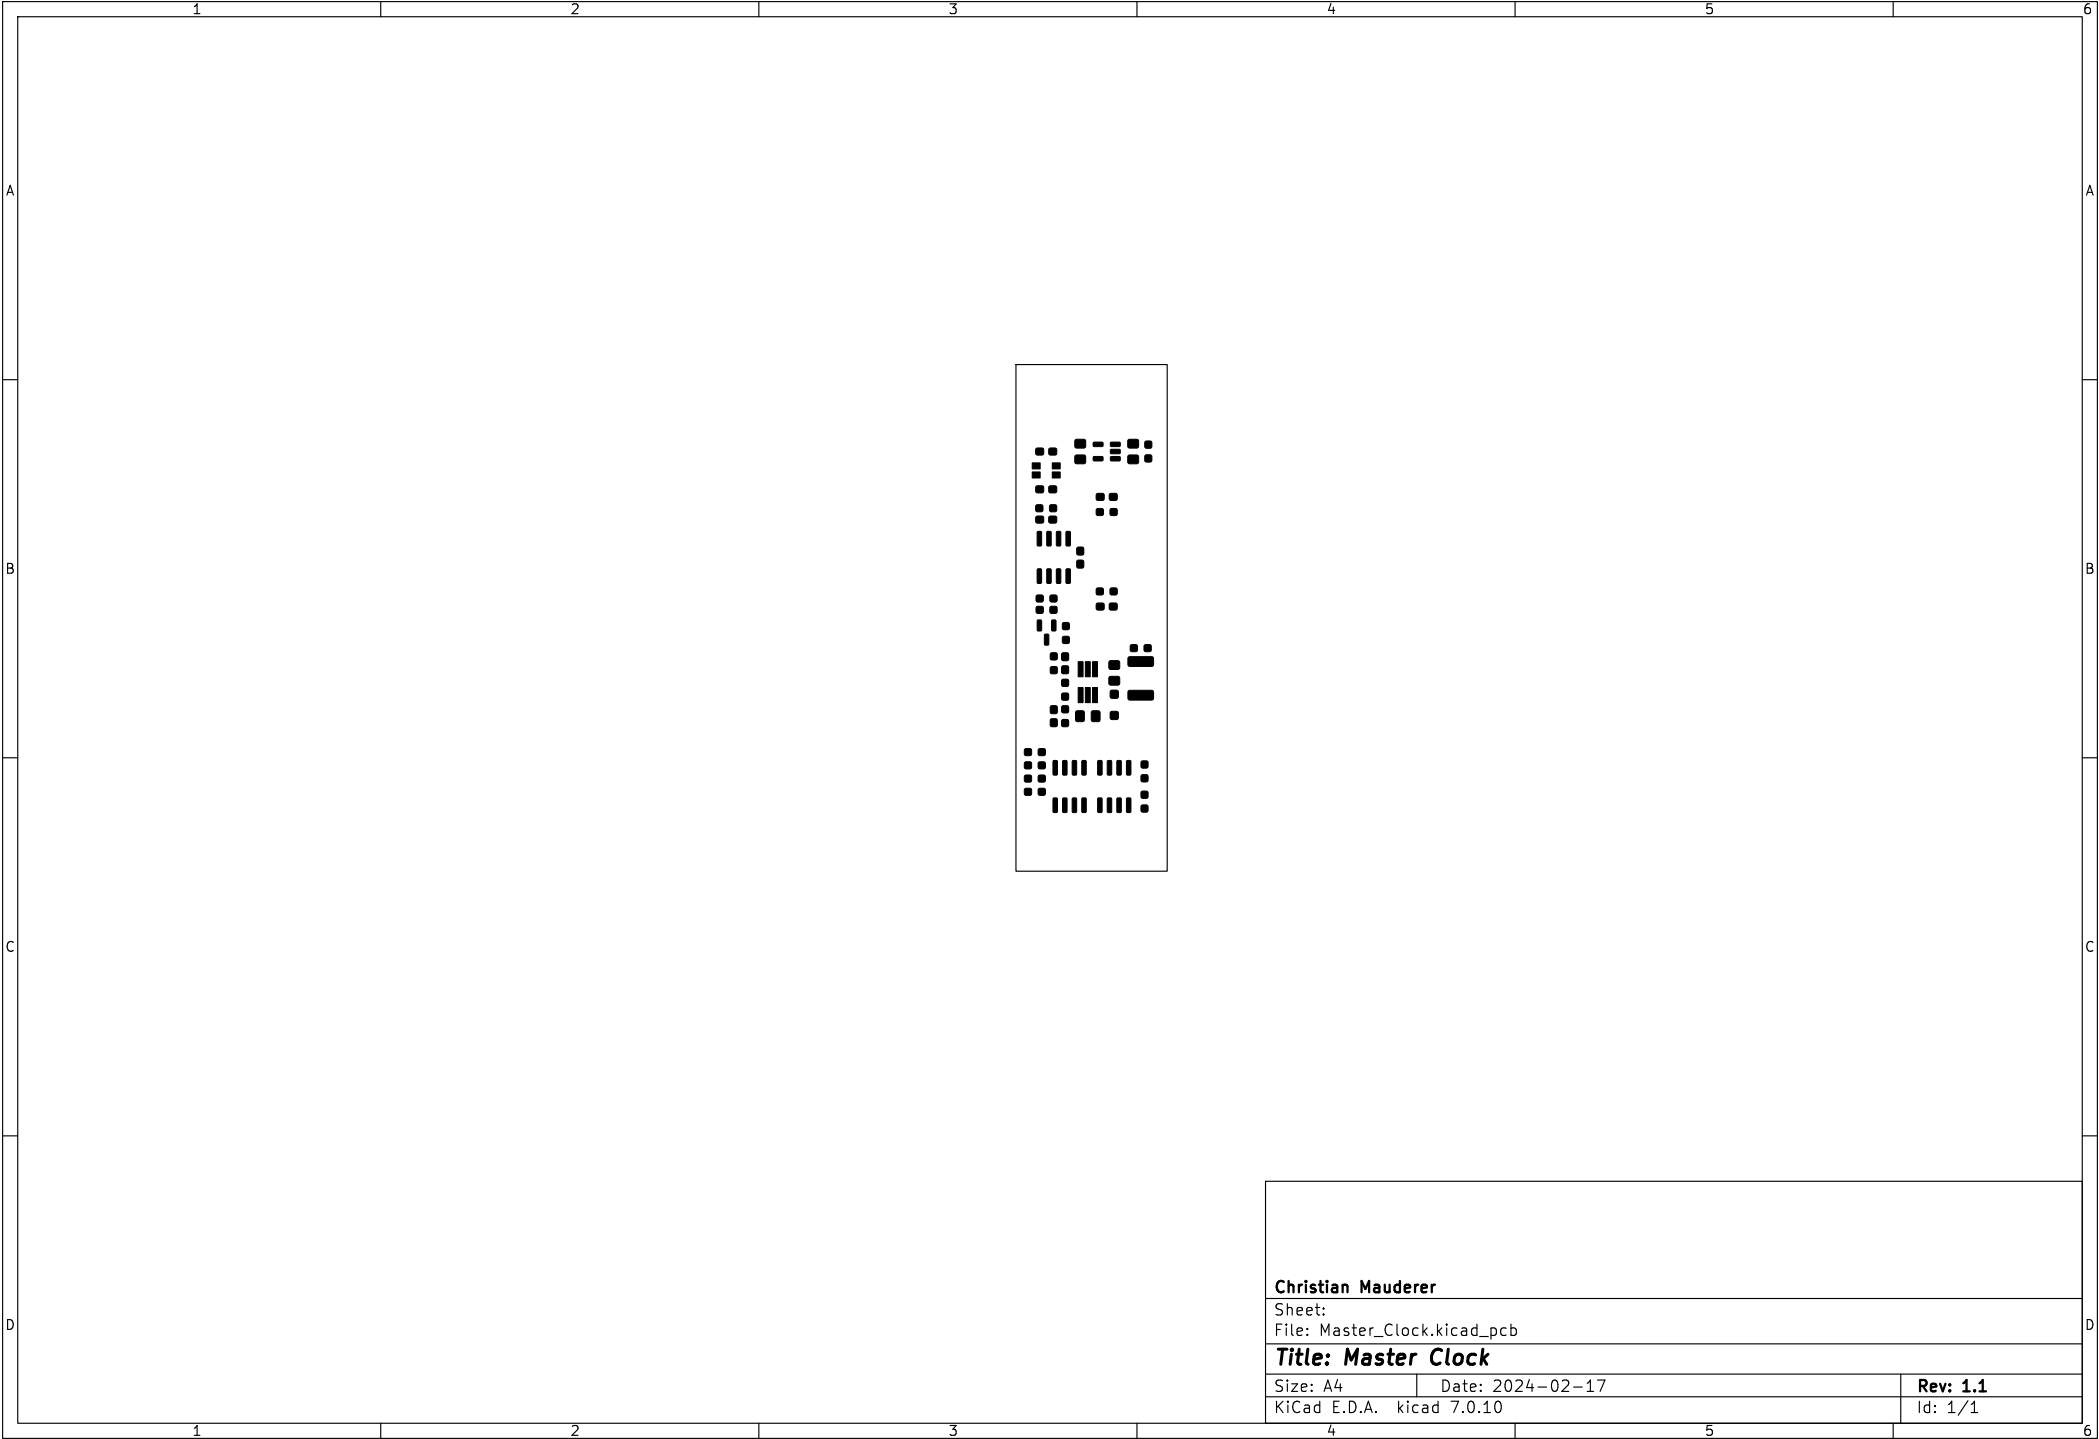 1 2 3 4 5 6
A A
B B
C C
Christian Mauderer
Sheet:
File: Master_Clock.kicad_pcb
D D
Title: Master Clock
Size: A4 Date: 2024-02-17 Rev: 1.1
KiCad E.D.A. kicad 7.0.10 Id: 1/1
1 2 3 4 5 6